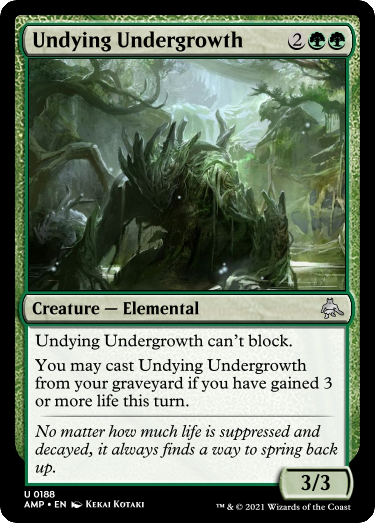 Undying Undergrowth 2
Creature — Elemental
Undying Undergrowth can't block.
You may cast Undying Undergrowth
from your graveyard if you have gained 3
or more life this turn.
No matter how much life is suppressed and
decayed, it always finds a way to spring back
up.
3/3
U 0188
AMP • EN Kekai Kotaki
™ & © 2021 Wizards of the Coast